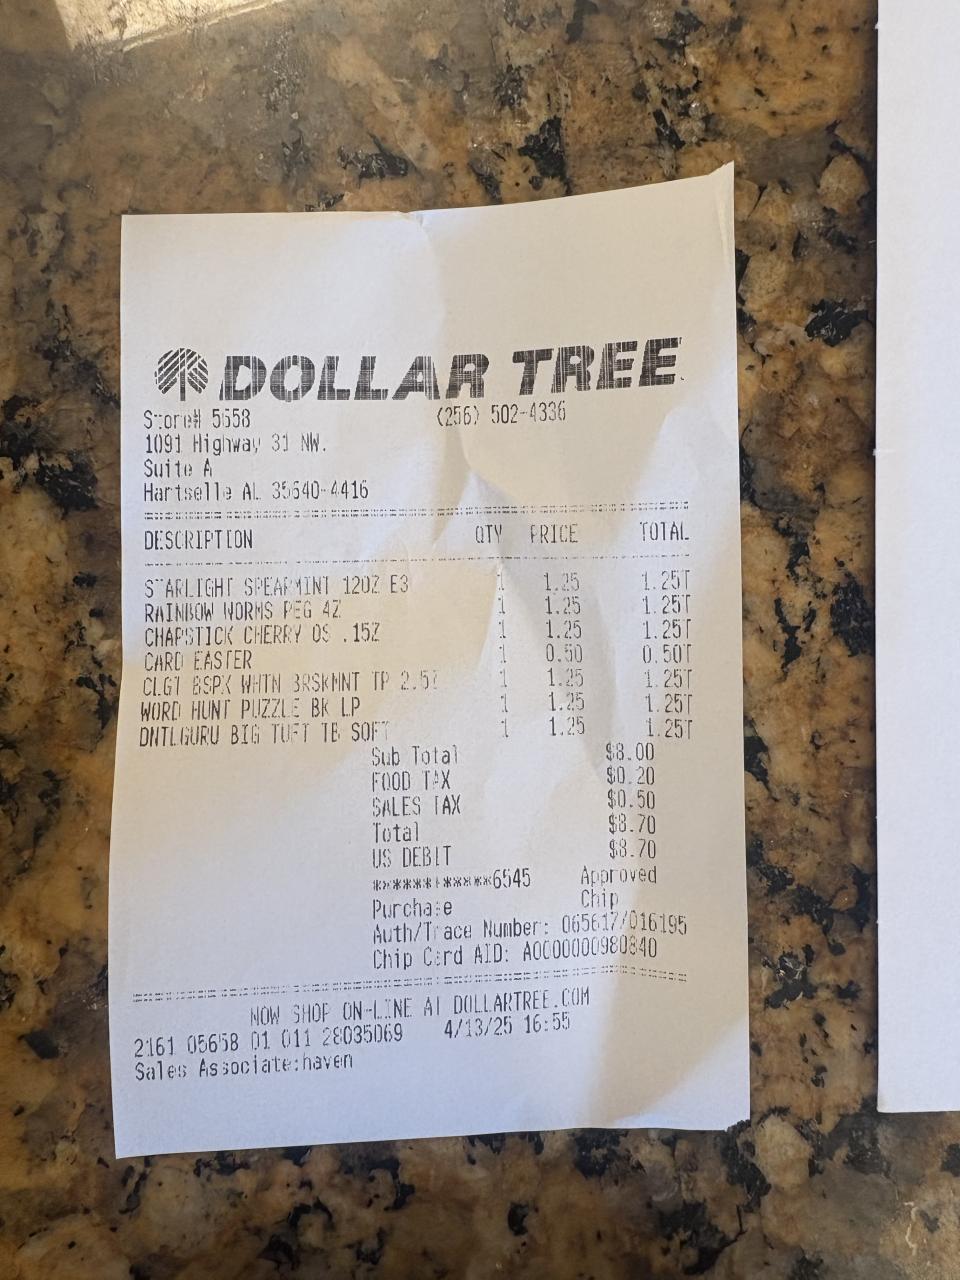 DOLLAR TREE
Store# 5658 (256) 502-4336
1091 Highway 31 NW.
Suite A
Hartselle AL 35640-4416
DESCRIPTION QTY PRICE TOTAL
STARLIGHT SPEARMINT 12OZ E3 1 1.25 1.25T
RAINBOW WORMS PEG 4Z 1 1.25 1.25T
CHAPSTICK CHERRY OS .15Z 1 1.25 1.25T
CARD EASTER 1 0.50 0.50T
CLGT BSPK WHTN BRSKMNT TP 2.5Z 1 1.25 1.25T
WORD HUNT PUZZLE BK LP 1 1.25 1.25T
DNTLGURU BIG TUFT TB SOFT 1 1.25 1.25T
Sub Total $8.00
FOOD TAX $0.20
SALES TAX $0.50
Total $8.70
US DEBIT $8.70
************6545 Approved
Purchase Chip
Auth/Trace Number: 065617/016195
Chip Card AID: A0000000980840
NOW SHOP ON-LINE AT DOLLARTREE.COM
2161 05658 01 011 28035069 4/13/25 16:55
Sales Associate:haven